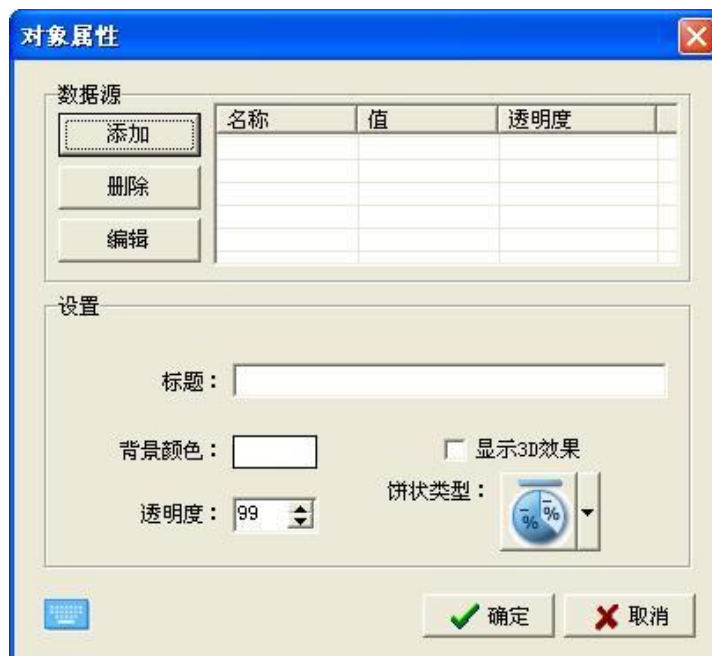 对象属性
数据源
添加
删除
编辑
名称 值 透明度
设置
标题：
背景颜色：
显示3D效果
透明度： 99
饼状类型：
% %
确定
取消